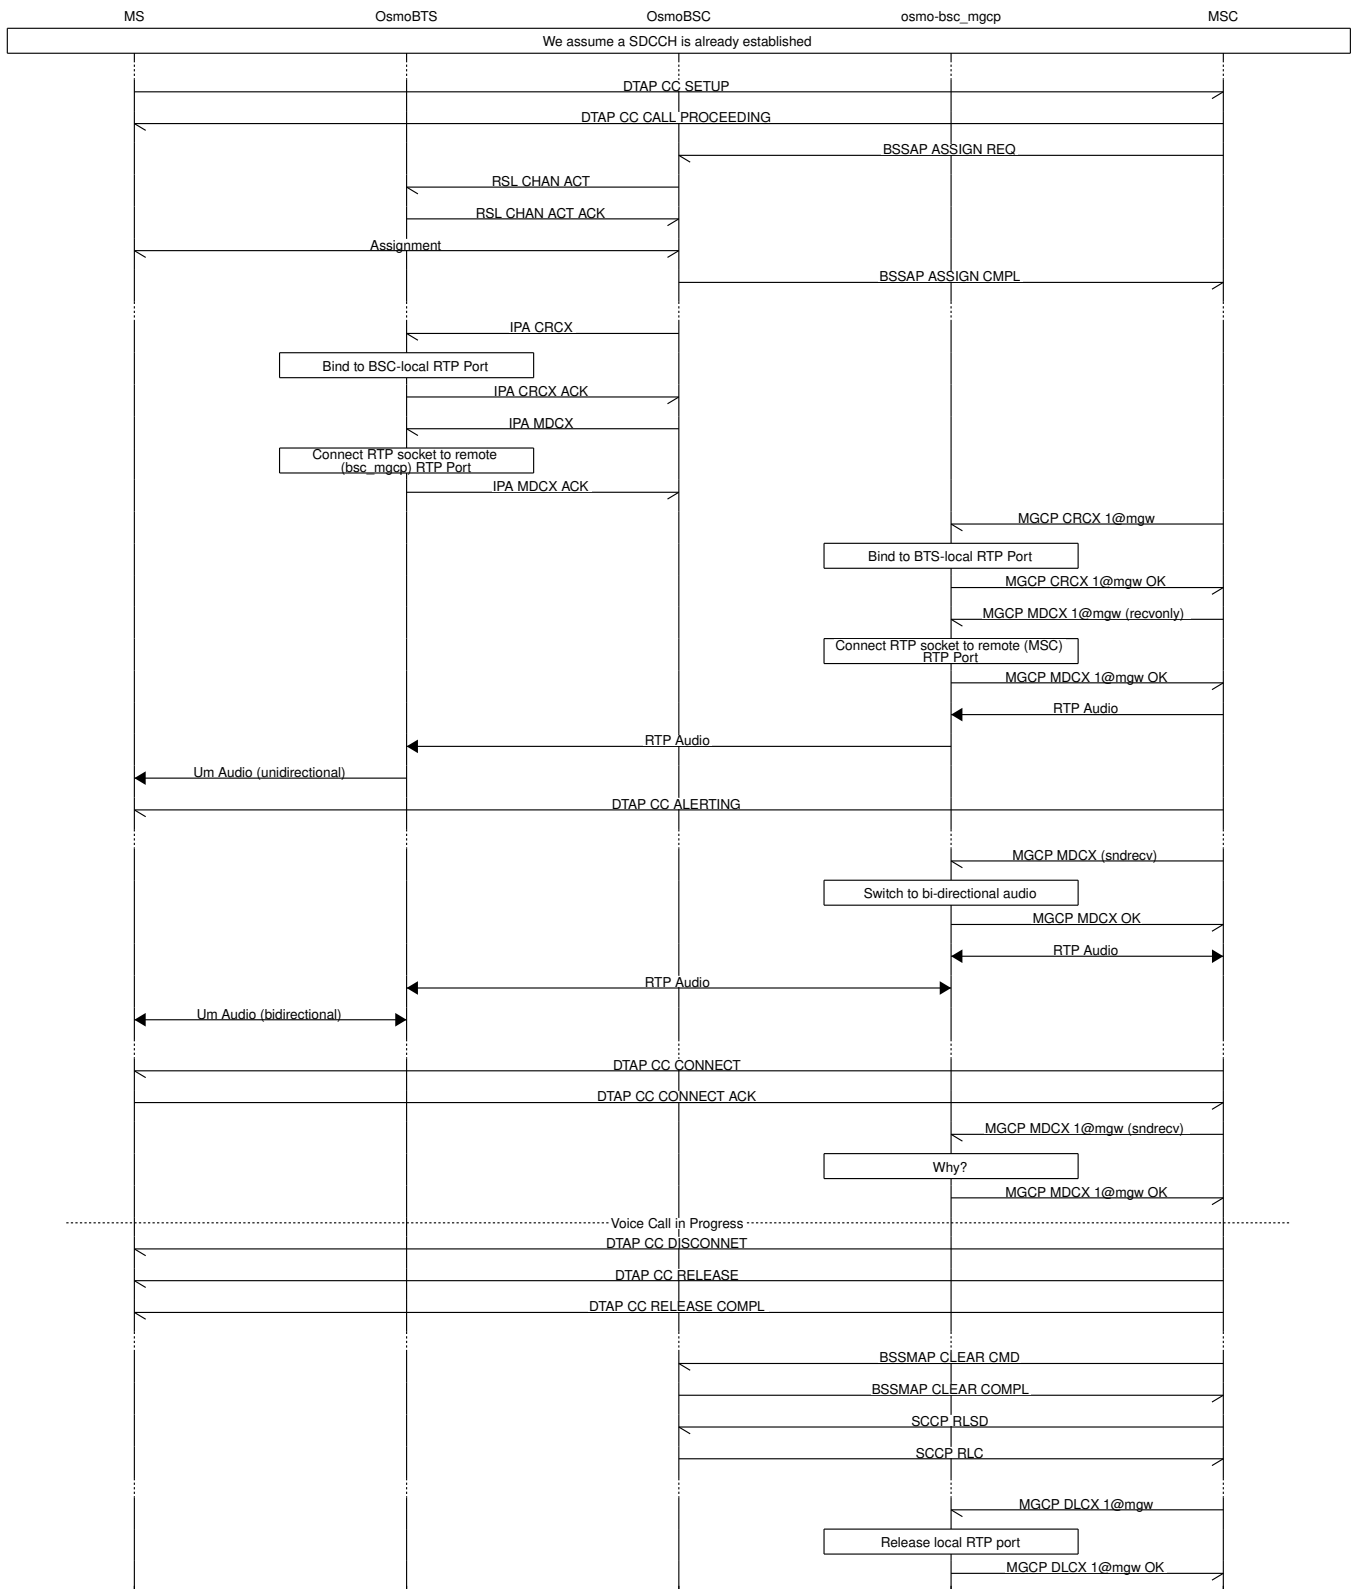 MS OsmoBTS OsmoBSC osmo-bsc_mgcp MSC
We assume a SDCCH is already established
DTAP CC SETUP
DTAP CC CALL PROCEEDING
BSSAP ASSIGN REQ
RSL CHAN ACT
RSL CHAN ACT ACK
Assignment
BSSAP ASSIGN CMPL
IPA CRCX
Bind to BSC-local RTP Port
IPA CRCX ACK
IPA MDCX
Connect RTP socket to remote
(bsc_mgcp) RTP Port
IPA MDCX ACK
MGCP CRCX 1@mgw
Bind to BTS-local RTP Port
MGCP CRCX 1@mgw OK
MGCP MDCX 1@mgw (recvonly)
Connect RTP socket to remote (MSC)
RTP Port
MGCP MDCX 1@mgw OK
RTP Audio
RTP Audio
Um Audio (unidirectional)
DTAP CC ALERTING
MGCP MDCX (sndrecv)
Switch to bi-directional audio
MGCP MDCX OK
RTP Audio
RTP Audio
Um Audio (bidirectional)
DTAP CC CONNECT
DTAP CC CONNECT ACK
MGCP MDCX 1@mgw (sndrecv)
Why?
MGCP MDCX 1@mgw OK
Voice Call in Progress
DTAP CC DISCONNET
DTAP CC RELEASE
DTAP CC RELEASE COMPL
BSSMAP CLEAR CMD
BSSMAP CLEAR COMPL
SCCP RLSD
SCCP RLC
MGCP DLCX 1@mgw
Release local RTP port
MGCP DLCX 1@mgw OK